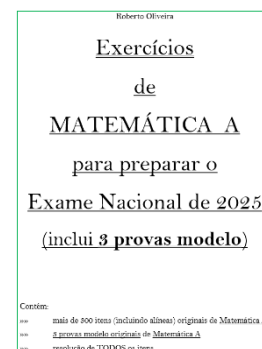 Roberto Oliveira
Exercícios
de
MATEMÁTICA A
para preparar o
Exame Nacional de 2025
(inclui 3 provas modelo)
Contém:
mais de 500 itens (incluindo alíneas) originais de Matemática
3 provas modelo originais de Matemática A
resolução de TODOS os itens